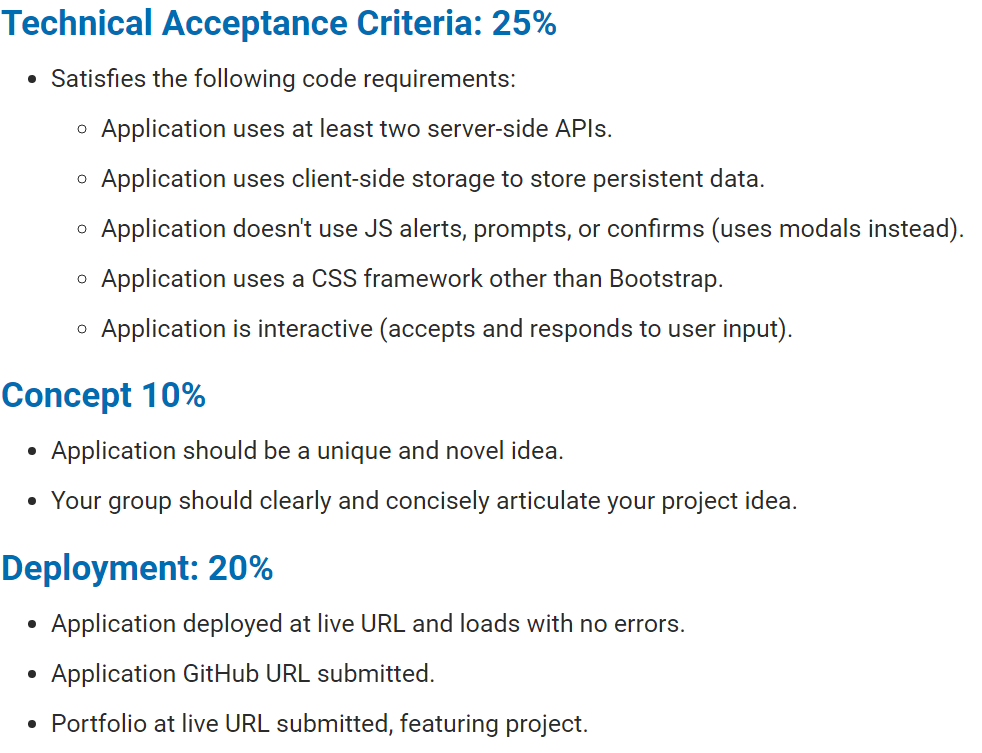 Technical Acceptance Criteria: 25%
Satisfies the following code requirements:
Application uses at least two server-side APIs.
Application uses client-side storage to store persistent data.
Application doesn't use JS alerts, prompts, or confirms (uses modals instead).
Application uses a CSS framework other than Bootstrap.
Application is interactive (accepts and responds to user input).
Concept 10%
Application should be a unique and novel idea.
Your group should clearly and concisely articulate your project idea.
Deployment: 20%
Application deployed at live URL and loads with no errors.
Application GitHub URL submitted.
Portfolio at live URL submitted, featuring project.